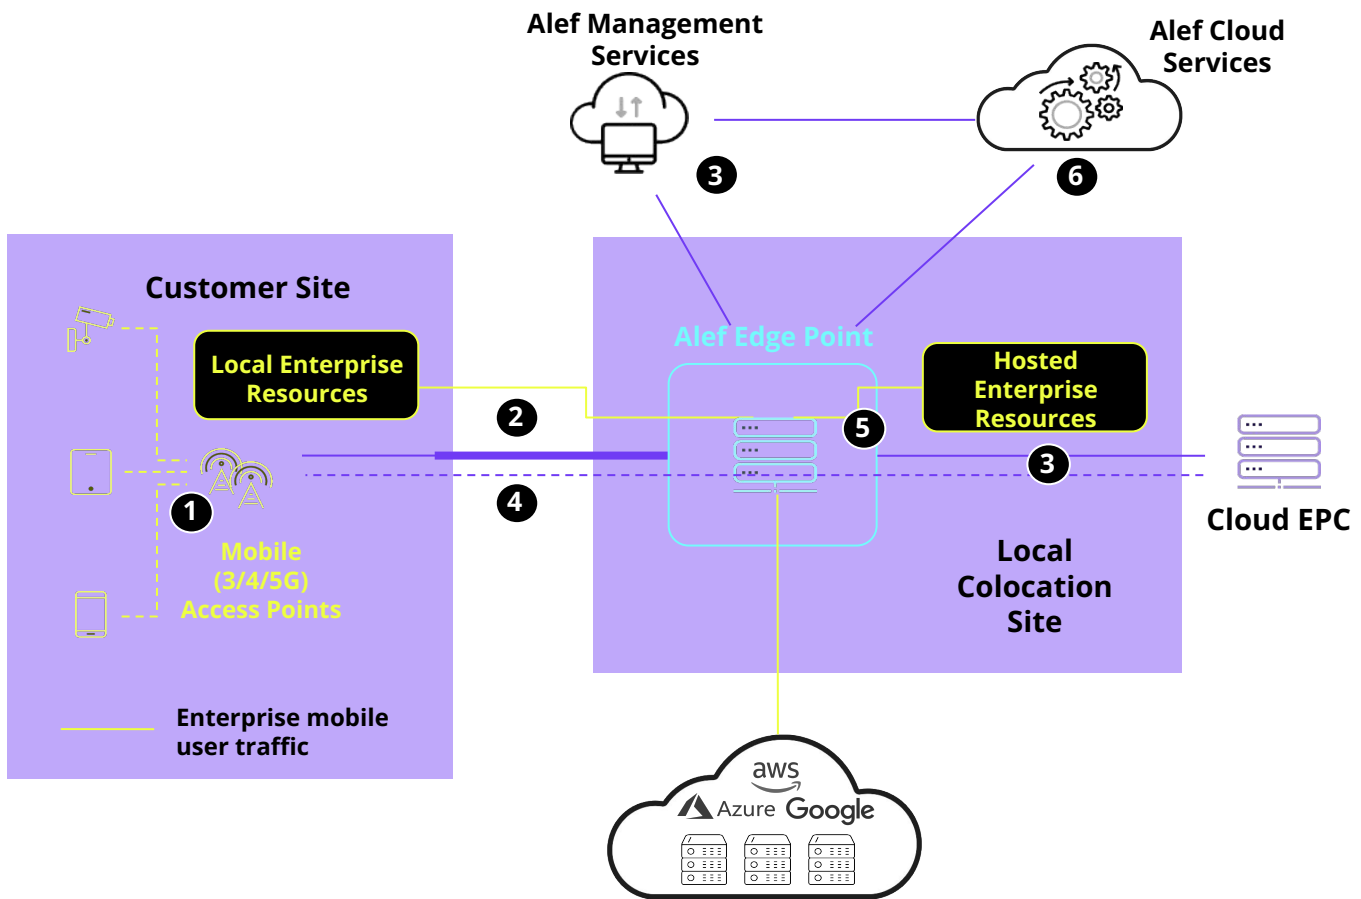 Alef Management
Services
Alef Cloud
Services
3
6
Customer Site
Local Enterprise
Resources
Alef Edge Point
Hosted
Enterprise
Resources
2
5
3
4
1
Cloud EPC
Mobile
(3/4/5G)
Access Points
Local
Colocation
Site
Enterprise mobile
user traffic
aws
Azure Google